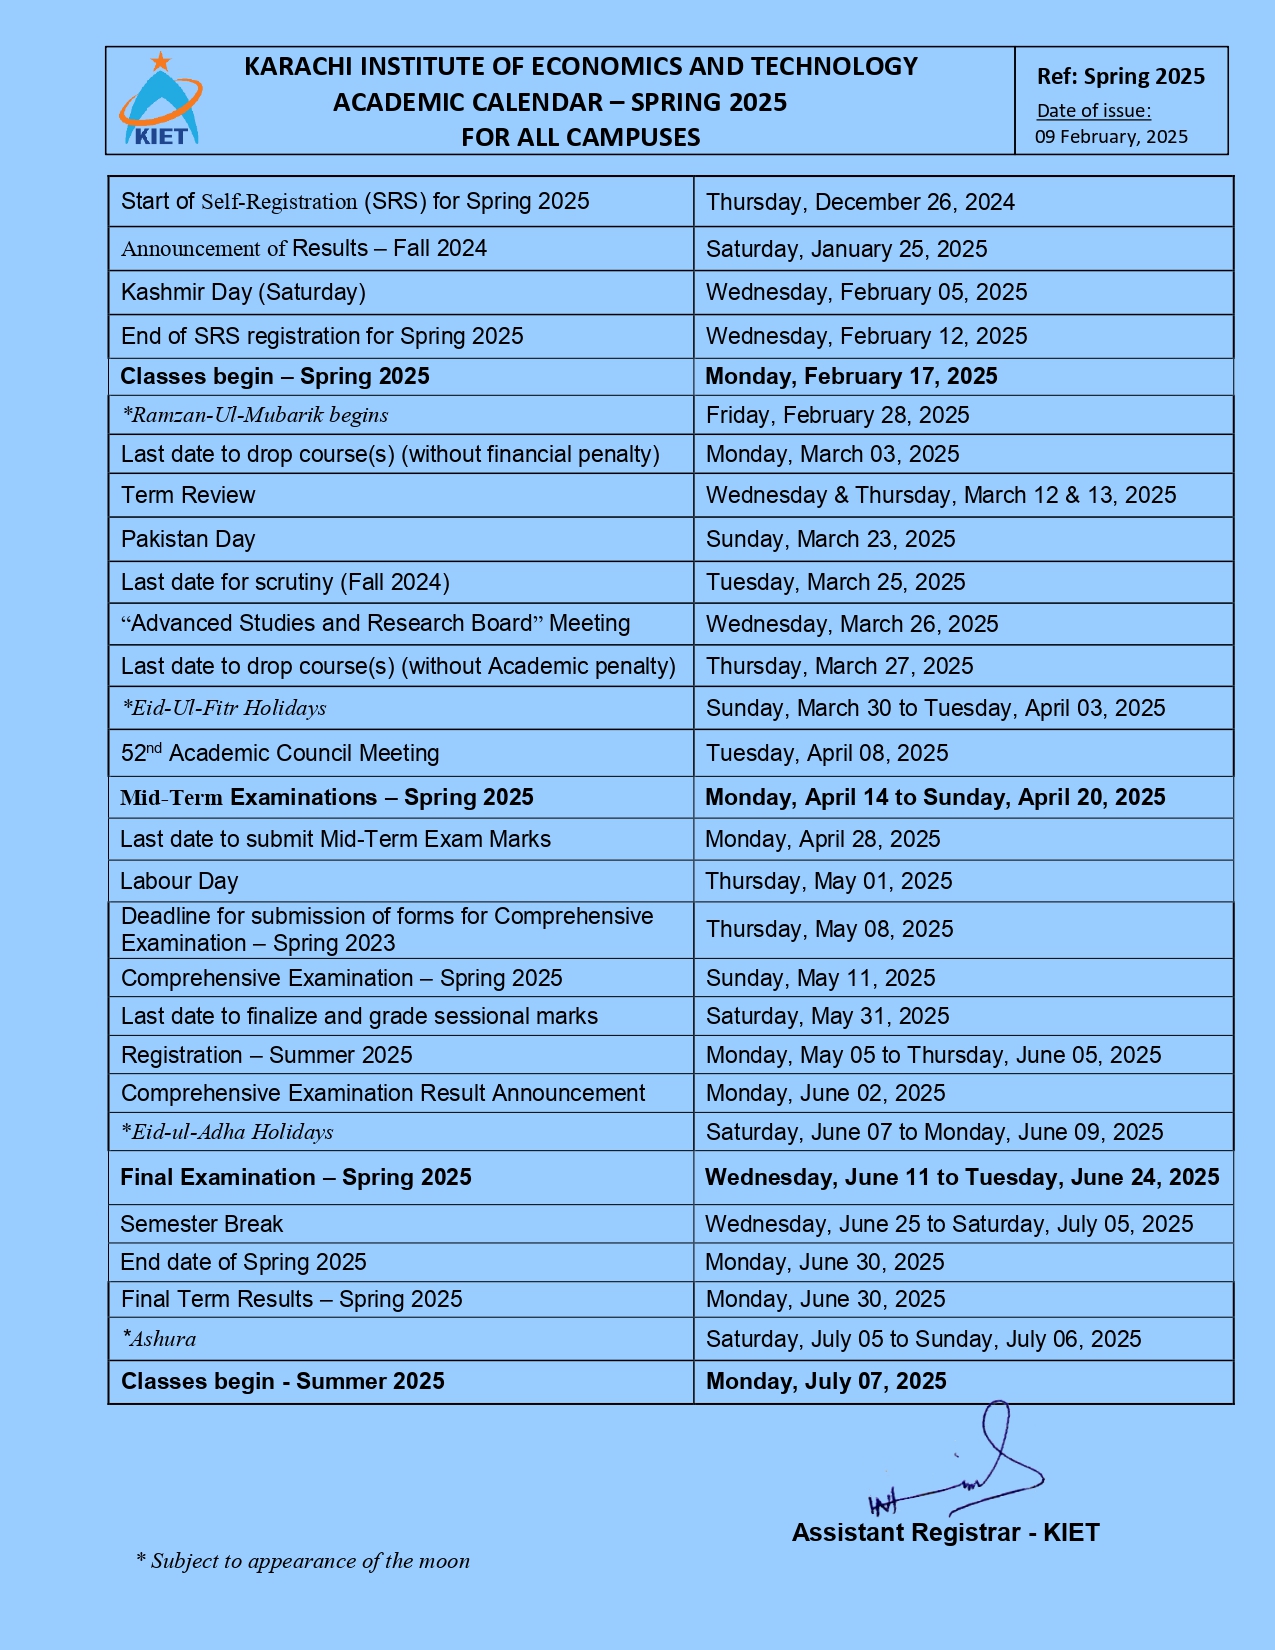 KIET
KARACHI INSTITUTE OF ECONOMICS AND TECHNOLOGY
ACADEMIC CALENDAR – SPRING 2025
FOR ALL CAMPUSES
Ref: Spring 2025
Date of issue:
09 February, 2025
Start of Self-Registration (SRS) for Spring 2025 Thursday, December 26, 2024
Announcement of Results – Fall 2024 Saturday, January 25, 2025
Kashmir Day (Saturday) Wednesday, February 05, 2025
End of SRS registration for Spring 2025 Wednesday, February 12, 2025
Classes begin – Spring 2025 Monday, February 17, 2025
*Ramzan-Ul-Mubarik begins Friday, February 28, 2025
Last date to drop course(s) (without financial penalty) Monday, March 03, 2025
Term Review Wednesday & Thursday, March 12 & 13, 2025
Pakistan Day Sunday, March 23, 2025
Last date for scrutiny (Fall 2024) Tuesday, March 25, 2025
“Advanced Studies and Research Board” Meeting Wednesday, March 26, 2025
Last date to drop course(s) (without Academic penalty) Thursday, March 27, 2025
*Eid-Ul-Fitr Holidays Sunday, March 30 to Tuesday, April 03, 2025
52nd Academic Council Meeting Tuesday, April 08, 2025
Mid-Term Examinations – Spring 2025 Monday, April 14 to Sunday, April 20, 2025
Last date to submit Mid-Term Exam Marks Monday, April 28, 2025
Labour Day Thursday, May 01, 2025
Deadline for submission of forms for Comprehensive
Examination – Spring 2023 Thursday, May 08, 2025
Comprehensive Examination – Spring 2025 Sunday, May 11, 2025
Last date to finalize and grade sessional marks Saturday, May 31, 2025
Registration – Summer 2025 Monday, May 05 to Thursday, June 05, 2025
Comprehensive Examination Result Announcement Monday, June 02, 2025
*Eid-ul-Adha Holidays Saturday, June 07 to Monday, June 09, 2025
Final Examination – Spring 2025 Wednesday, June 11 to Tuesday, June 24, 2025
Semester Break Wednesday, June 25 to Saturday, July 05, 2025
End date of Spring 2025 Monday, June 30, 2025
Final Term Results – Spring 2025 Monday, June 30, 2025
*Ashura Saturday, July 05 to Sunday, July 06, 2025
Classes begin - Summer 2025 Monday, July 07, 2025
Assistant Registrar - KIET
* Subject to appearance of the moon